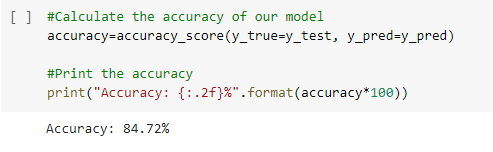 [ ] #Calculate the accuracy of our model
accuracy=accuracy_score(y_true=y_test, y_pred=y_pred)
#Print the accuracy
print("Accuracy: {:.2f}%".format(accuracy*100))
Accuracy: 84.72%